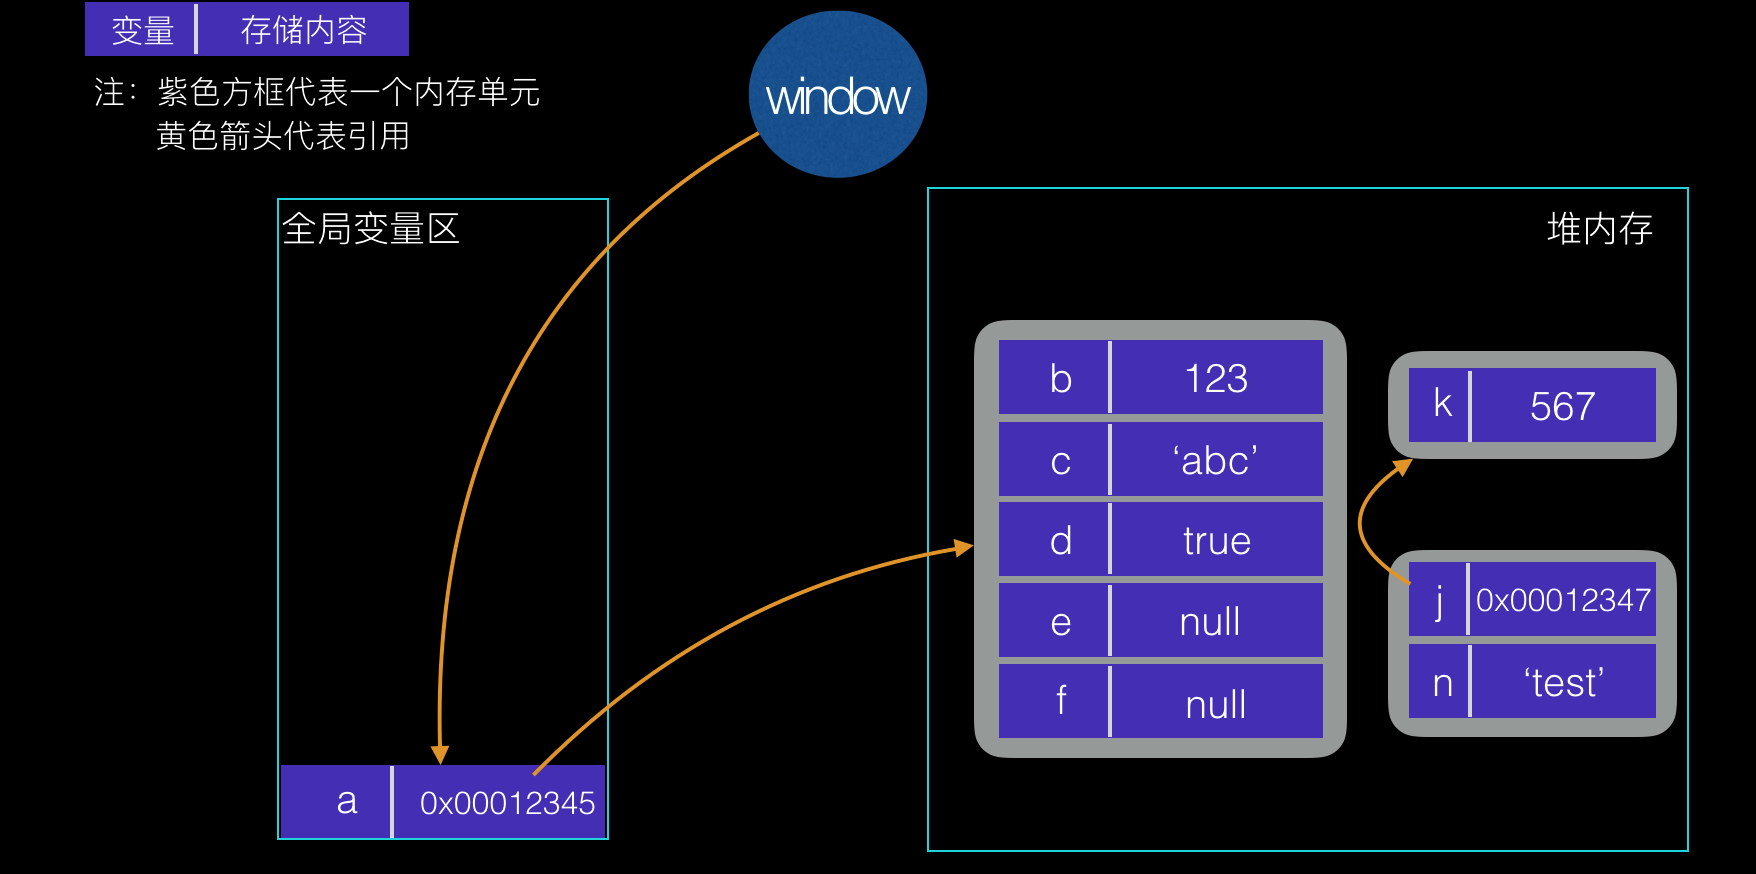 变量 存储内容
注：紫色方框代表一个内存单元
黄色箭头代表引用
window
全局变量区
堆内存
b 123
c ‘abc’
d true
e null
f null
k 567
j 0x00012347
n ‘test’
a 0x00012345